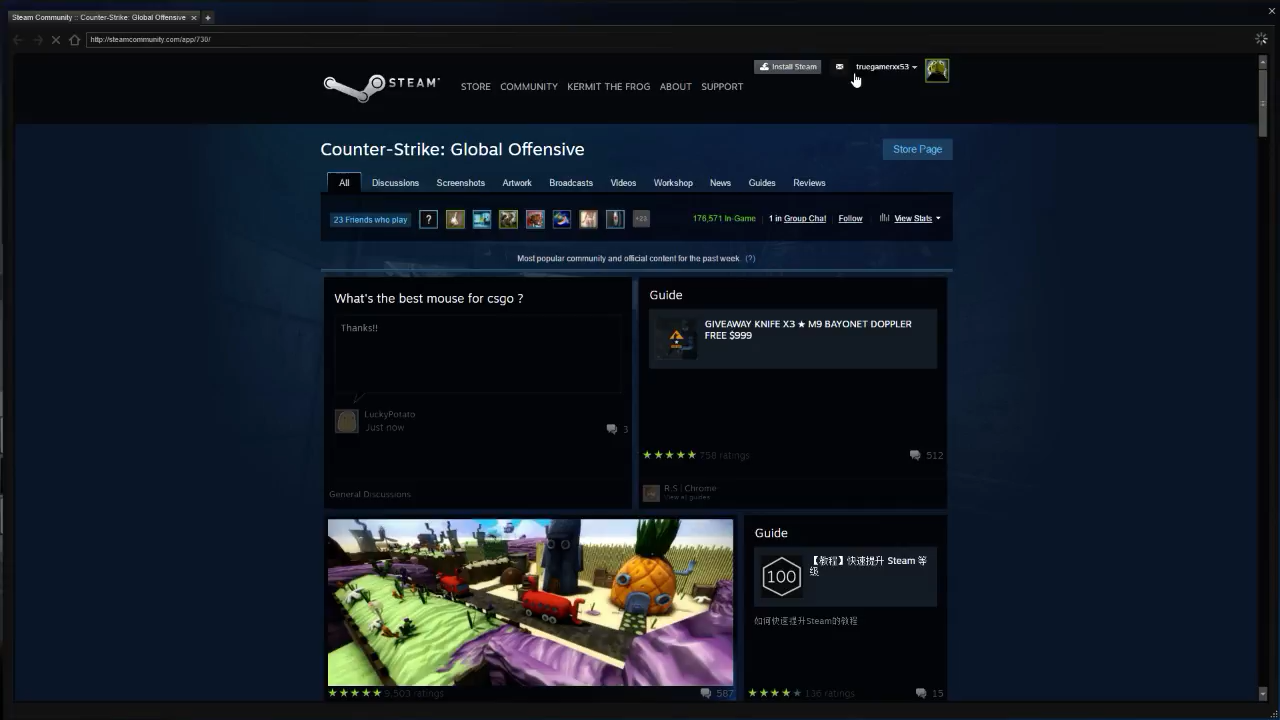 Steam Community :: Counter-Strike: Global Offensive
http://steamcommunity.com/app/730/
Install Steam
truegamerxx53
STEAM
STORE COMMUNITY KERMIT THE FROG ABOUT SUPPORT
Counter-Strike: Global Offensive
Store Page
All Discussions Screenshots Artwork Broadcasts Videos Workshop News Guides Reviews
23 Friends who play
?
+23
176,571 In-Game
1 in Group Chat
Follow
View Stats
Most popular community and official content for the past week (?)
What's the best mouse for csgo ?
Thanks!!
LuckyPotato
Just now
3
General Discussions
Guide
GIVEAWAY KNIFE X3 ★ M9 BAYONET DOPPLER
FREE $999
758 ratings
512
R.S | Chrome
View all guides
9,503 ratings
587
Guide
100
【教程】快速提升 Steam 等
级
如何快速提升Steam的教程
136 ratings
15